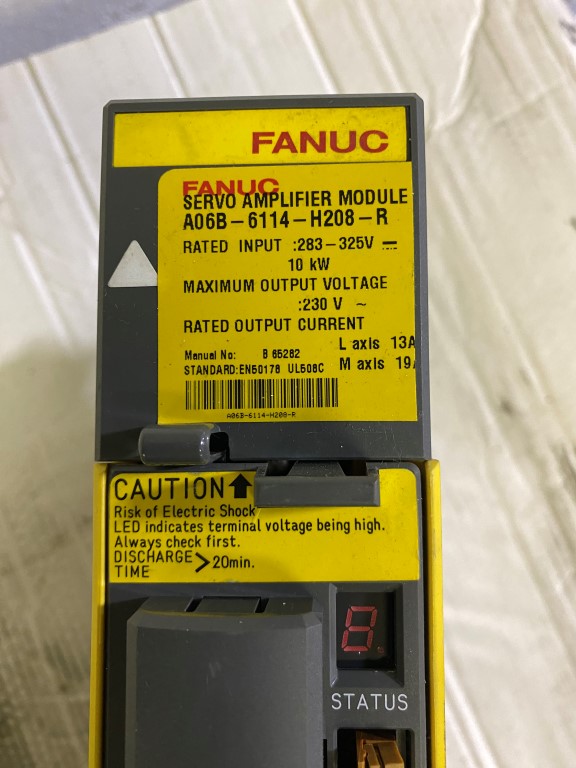 FANUC
FANUC
SERVO AMPLIFIER MODULE
A06B-6114-H208-R
RATED INPUT :283-325V ⎓
10 kW
MAXIMUM OUTPUT VOLTAGE
:230 V ~
RATED OUTPUT CURRENT
L axis 13A
Manual No: B 65282
M axis 19A
STANDARD:EN50178 UL508C
A06B-6114-H208-R
CAUTION
Risk of Electric Shock
LED indicates terminal voltage being high.
Always check first.
DISCHARGE TIME > 20min.
8.
STATUS